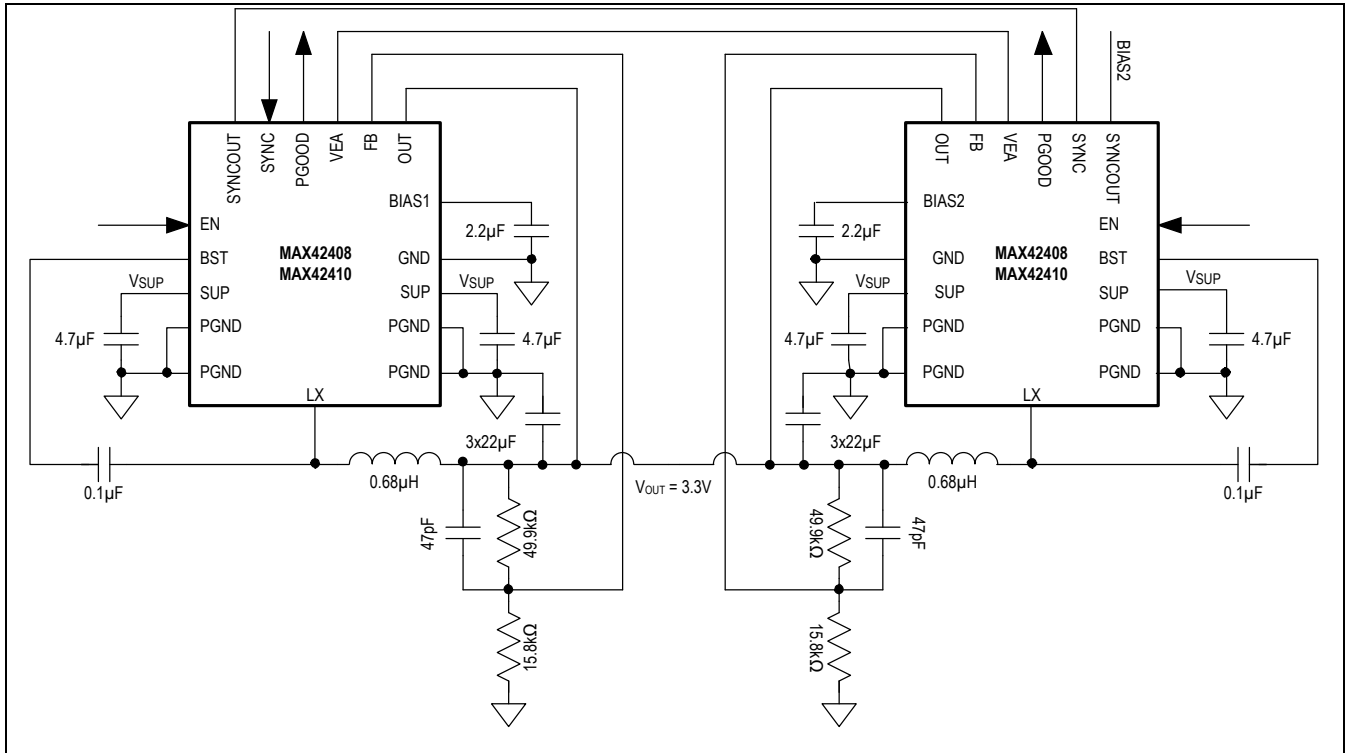 BIAS2
SYNCOUT
SYNC
PGOOD
VEA
FB
OUT
EN
BST
SUP
PGND
PGND
LX
BIAS1
GND
SUP
PGND
PGND
MAX42408
MAX42410
VSUP
4.7µF
2.2µF
VSUP
4.7µF
3x22µF
0.1µF
0.68µH
47pF
49.9kΩ
15.8kΩ
VOUT = 3.3V
OUT
FB
VEA
PGOOD
SYNC
SYNCOUT
BIAS2
GND
SUP
PGND
PGND
LX
EN
BST
SUP
PGND
PGND
MAX42408
MAX42410
2.2µF
VSUP
4.7µF
VSUP
4.7µF
3x22µF
0.68µH
0.1µF
49.9kΩ
47pF
15.8kΩ